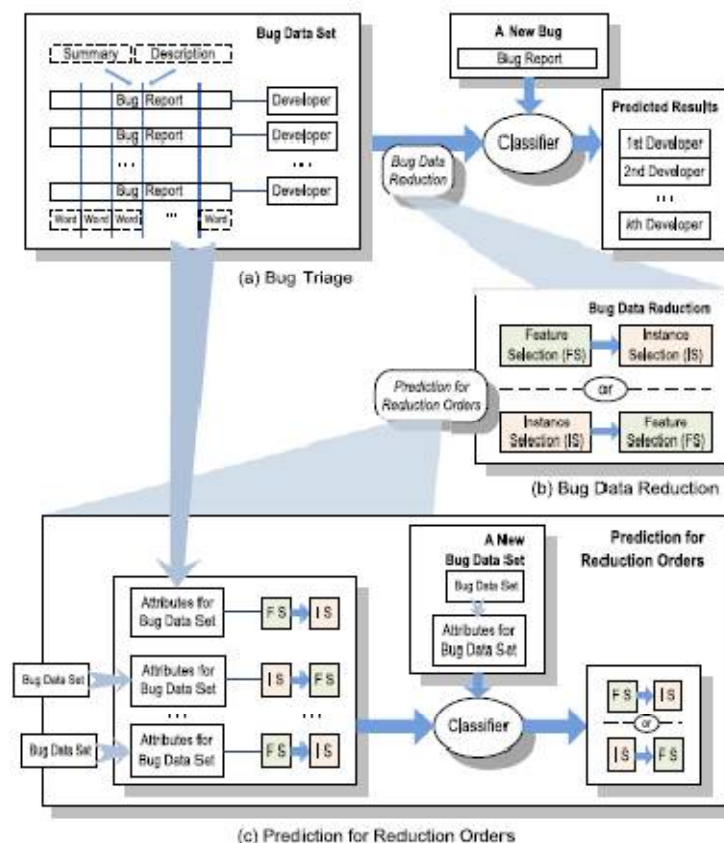 Bug Data Set
Summary
Description
Bug Report
Developer
Bug Report
Developer
...
...
Bug Report
Developer
Word
Word
Word
...
Word
(a) Bug Triage
A New Bug
Bug Report
Classifier
Bug Data
Reduction
Predicted Results
1st Developer
2nd Developer
...
kth Developer
Bug Data Reduction
Feature
Selection (FS)
Instance
Selection (IS)
or
Instance
Selection (IS)
Feature
Selection (FS)
(b) Bug Data Reduction
Prediction for
Reduction Orders
Prediction for
Reduction Orders
Attributes for
Bug Data Set
FS
IS
Bug Data Set
Attributes for
Bug Data Set
IS
FS
...
...
Bug Data Set
Attributes for
Bug Data Set
FS
IS
A New
Bug Data Set
Bug Data Set
Attributes for
Bug Data Set
Classifier
FS
IS
or
IS
FS
(c) Prediction for Reduction Orders